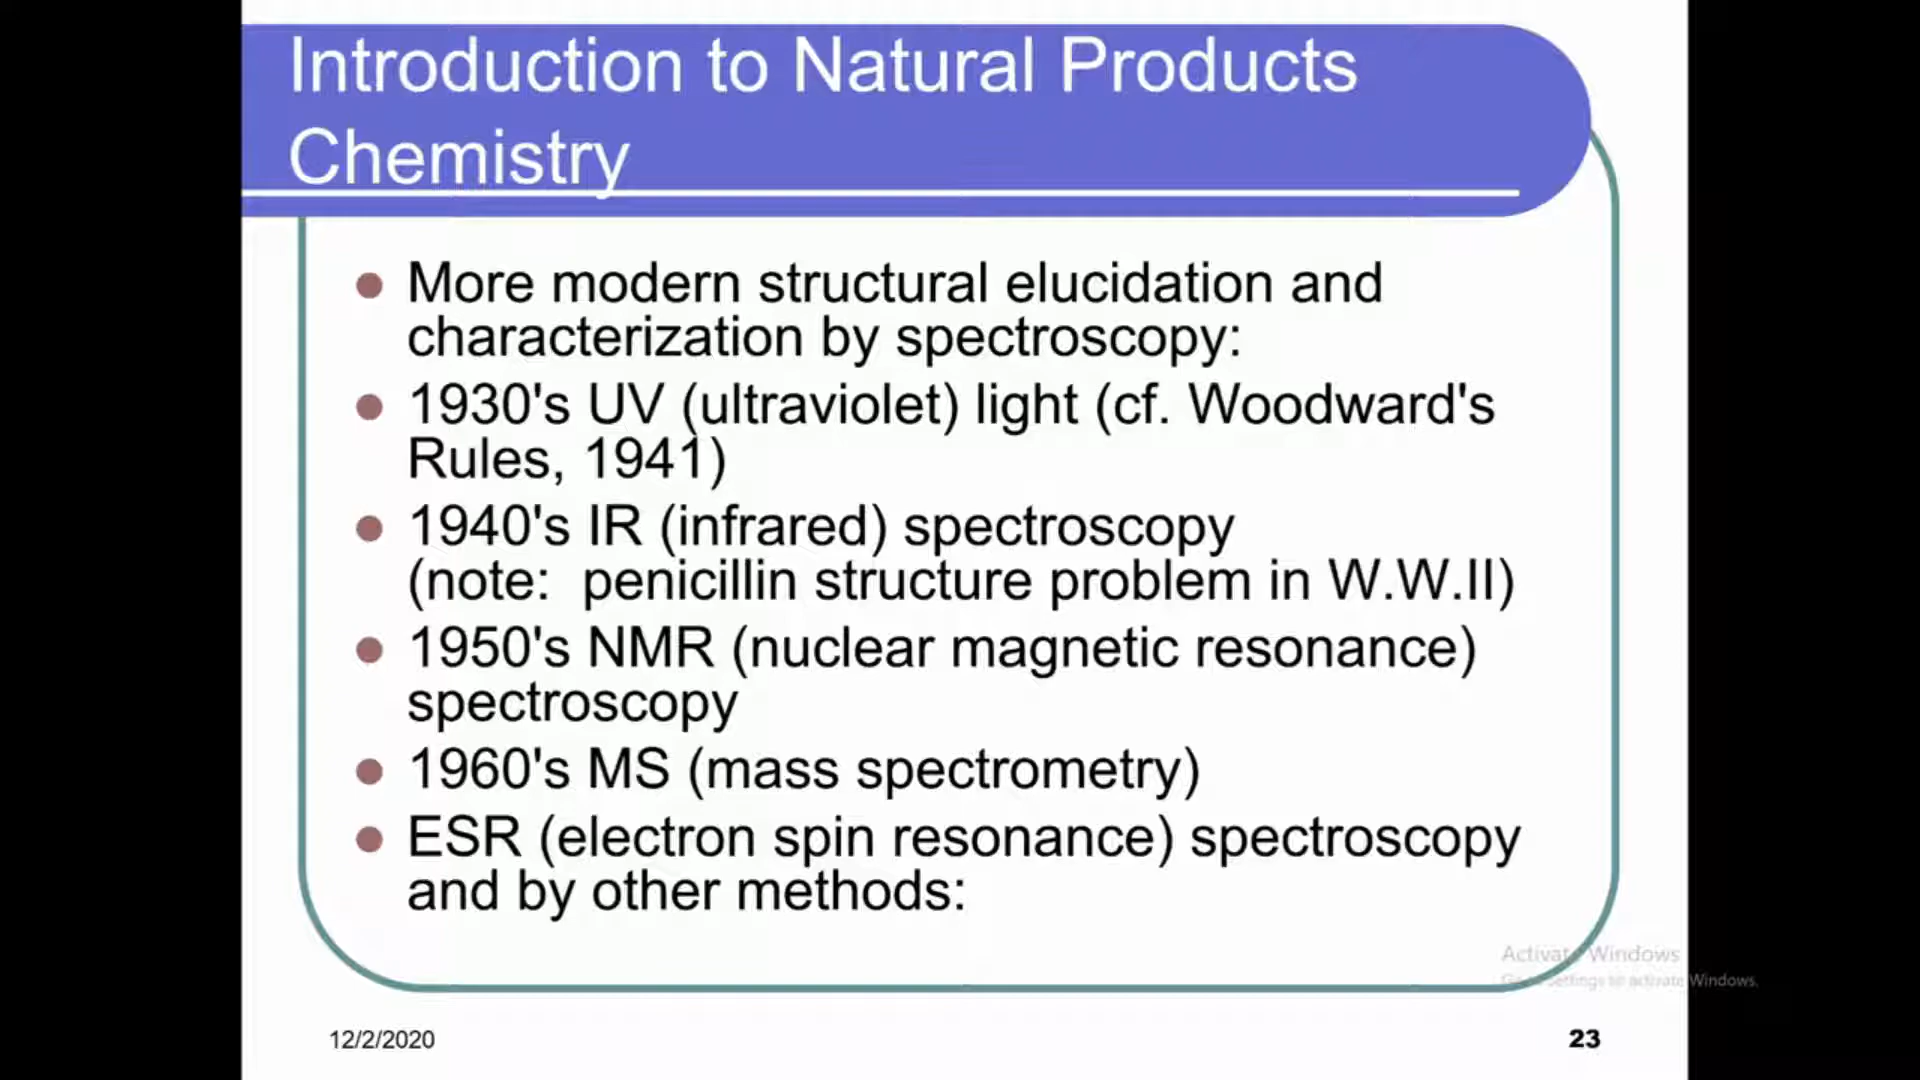 Introduction to Natural Products
Chemistry
More modern structural elucidation and
characterization by spectroscopy:
1930's UV (ultraviolet) light (cf. Woodward's
Rules, 1941)
1940's IR (infrared) spectroscopy
(note:  penicillin structure problem in W.W.II)
1950's NMR (nuclear magnetic resonance)
spectroscopy
1960's MS (mass spectrometry)
ESR (electron spin resonance) spectroscopy
and by other methods:
Activate Windows
Go to Settings to activate Windows.
12/2/2020
23